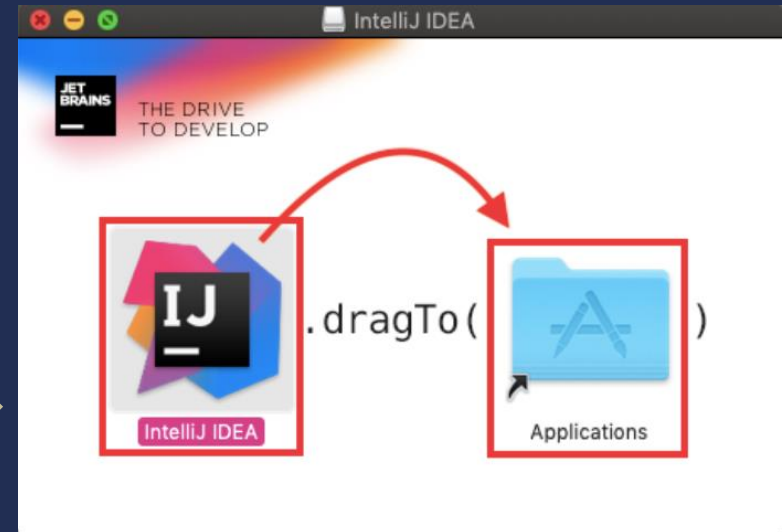 IntelliJ IDEA
JET
BRAINS
THE DRIVE
TO DEVELOP
IJ
.dragTo( )
IntelliJ IDEA
Applications